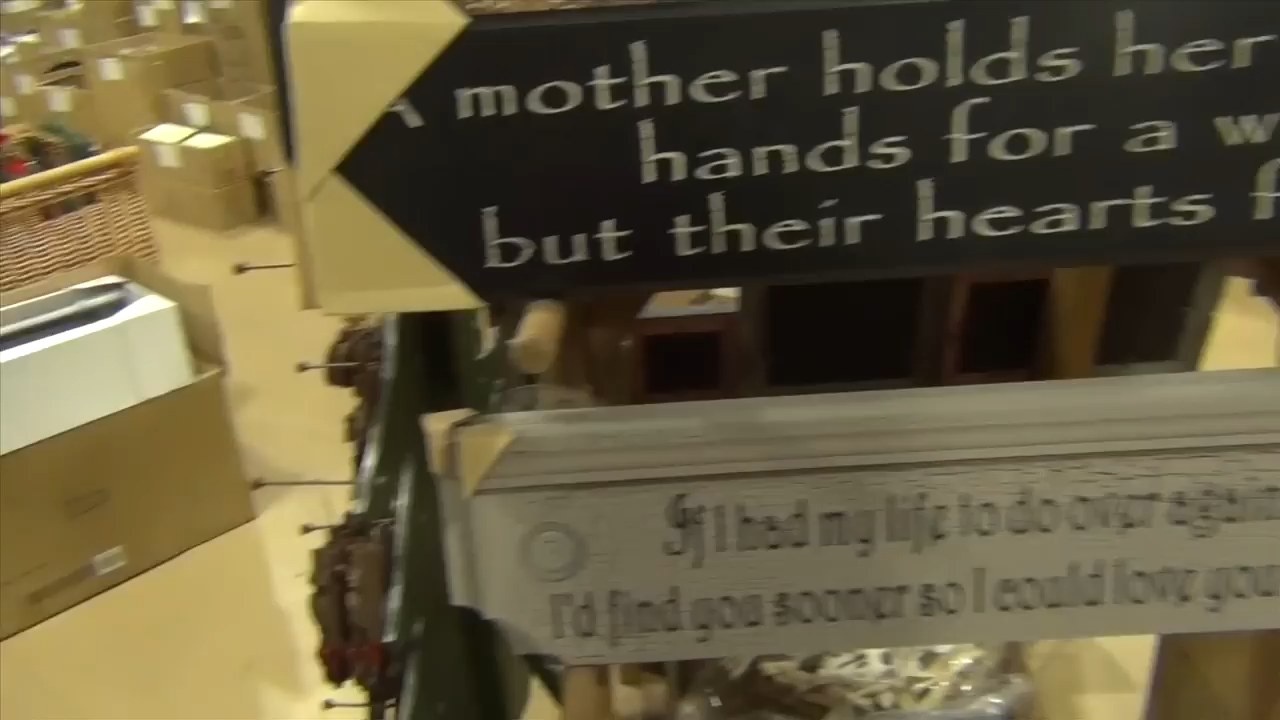 A mother holds her
hands for a
but their hearts
If I had my life to do over again
I'd find you sooner so I could love you